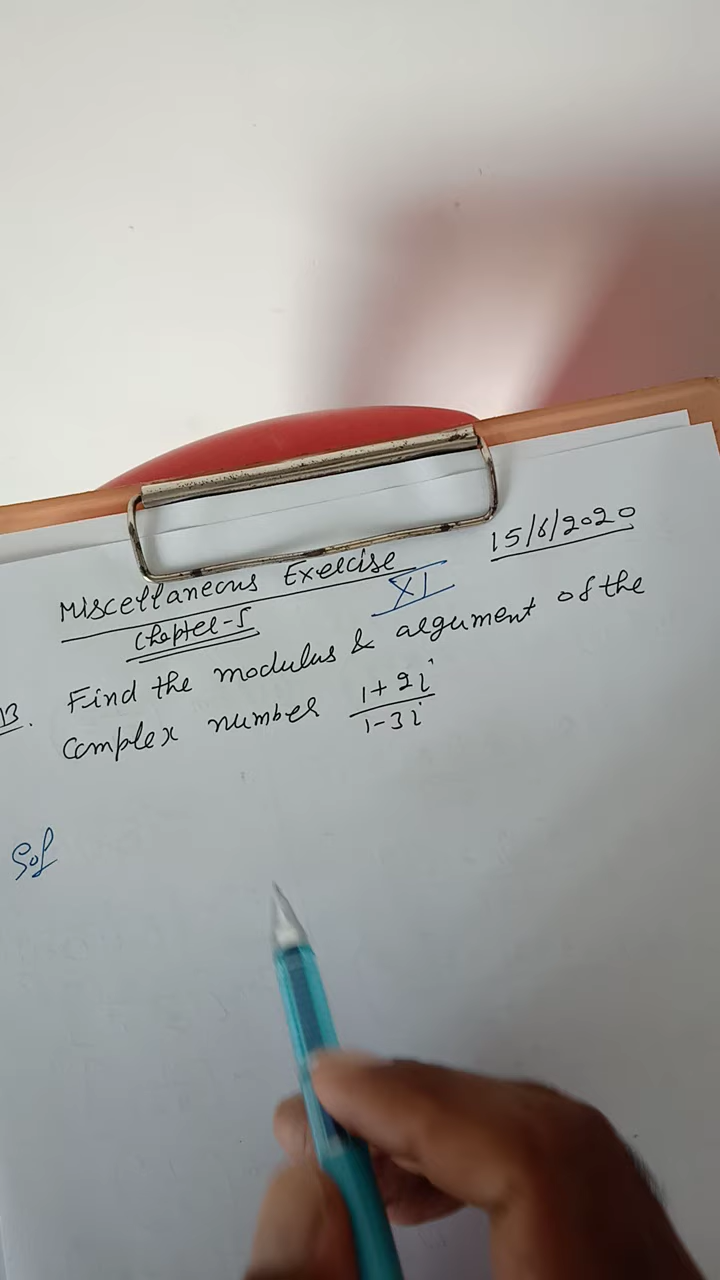 15/6/2020
Miscellaneous Exercise
XI
Chapter-5
13. Find the modulus & argument of the
Complex number 1+2i/1-3i
Sol